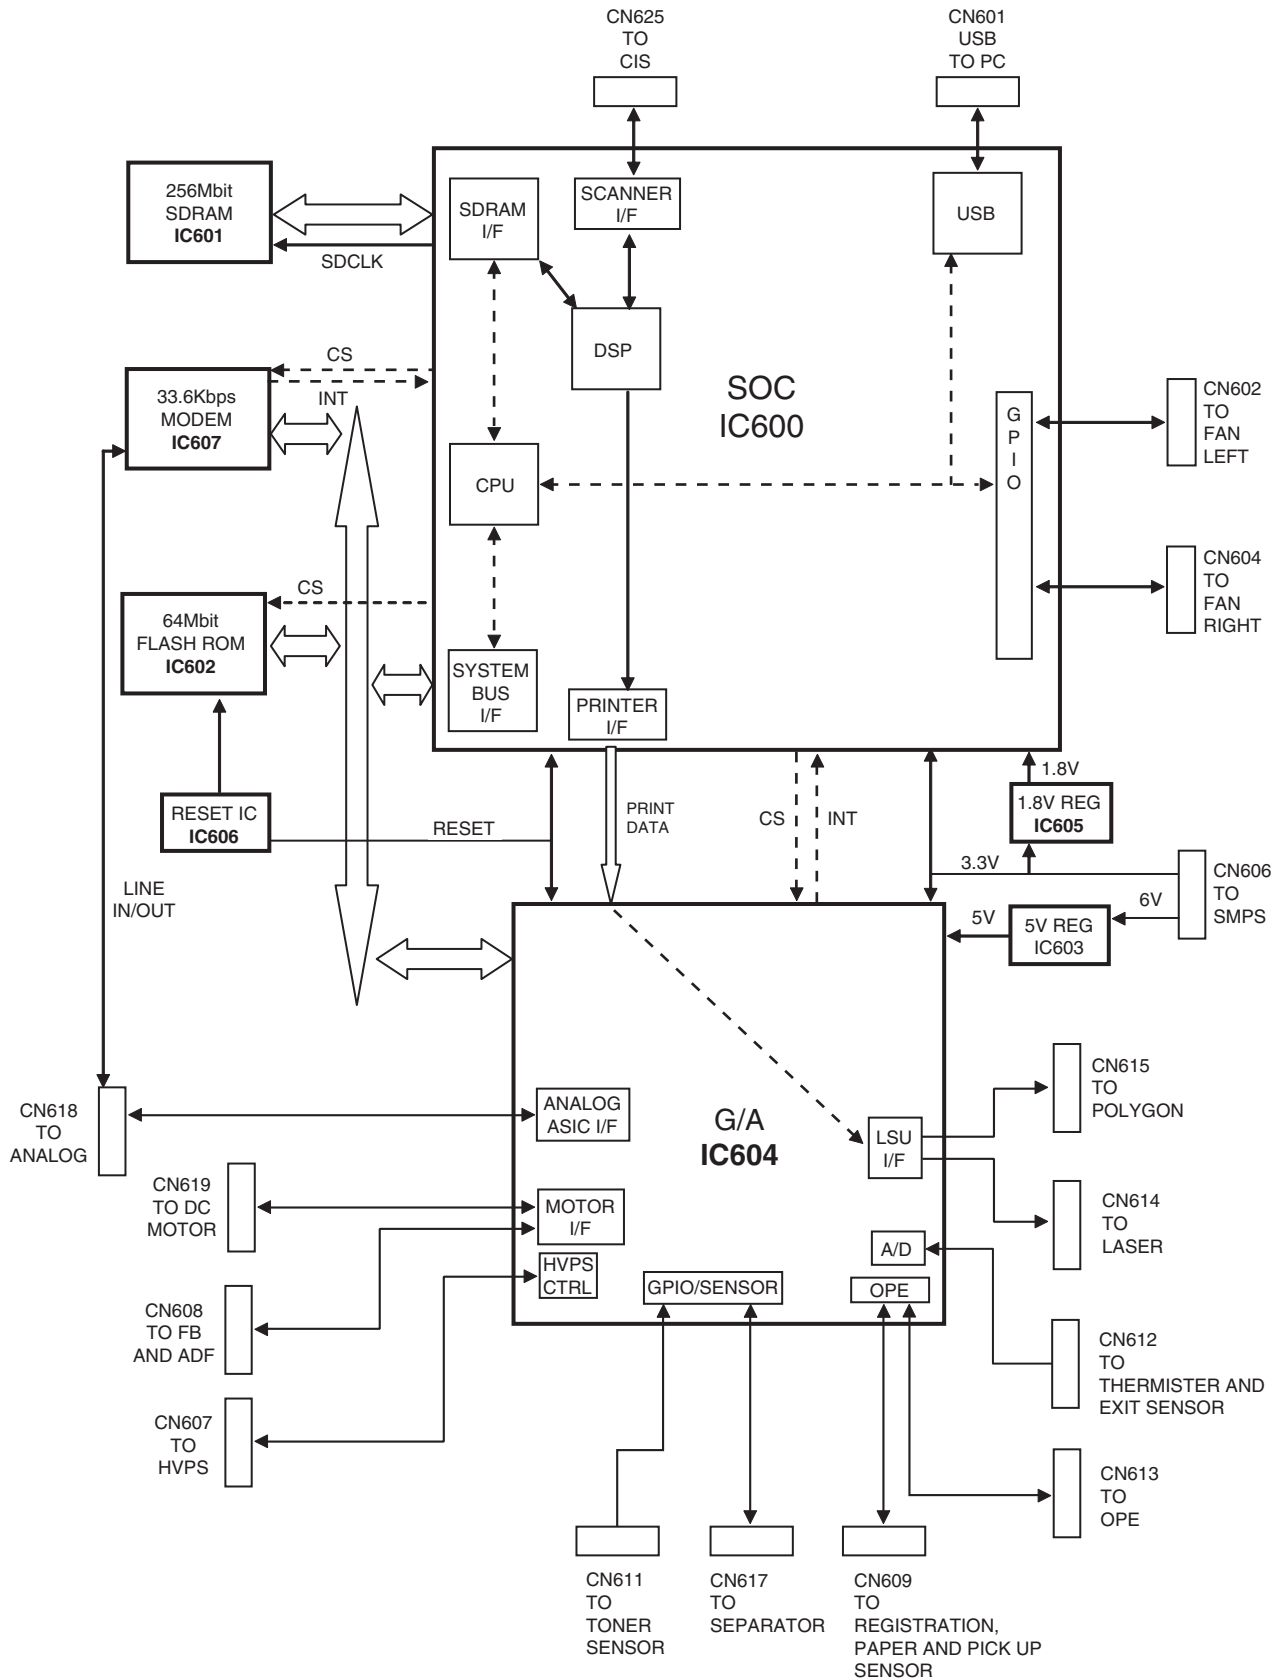 CN625
TO
CIS
CN601
USB
TO PC
256Mbit
SDRAM
IC601
SDCLK
SDRAM
I/F
SCANNER
I/F
USB
DSP
SOC
IC600
CS
INT
33.6Kbps
MODEM
IC607
G
P
I
O
CN602
TO
FAN
LEFT
CPU
CN604
TO
FAN
RIGHT
CS
64Mbit
FLASH ROM
IC602
SYSTEM
BUS
I/F
PRINTER
I/F
RESET IC
IC606
RESET
PRINT
DATA
CS
INT
1.8V
1.8V REG
IC605
3.3V
CN606
TO
SMPS
6V
5V
5V REG
IC603
LINE
IN/OUT
CN618
TO
ANALOG
ANALOG
ASIC I/F
G/A
IC604
LSU
I/F
CN615
TO
POLYGON
CN619
TO DC
MOTOR
MOTOR
I/F
CN614
TO
LASER
HVPS
CTRL
GPIO/SENSOR
A/D
OPE
CN608
TO FB
AND ADF
CN612
TO
THERMISTER AND
EXIT SENSOR
CN607
TO
HVPS
CN613
TO
OPE
CN611
TO
TONER
SENSOR
CN617
TO
SEPARATOR
CN609
TO
REGISTRATION,
PAPER AND PICK UP
SENSOR